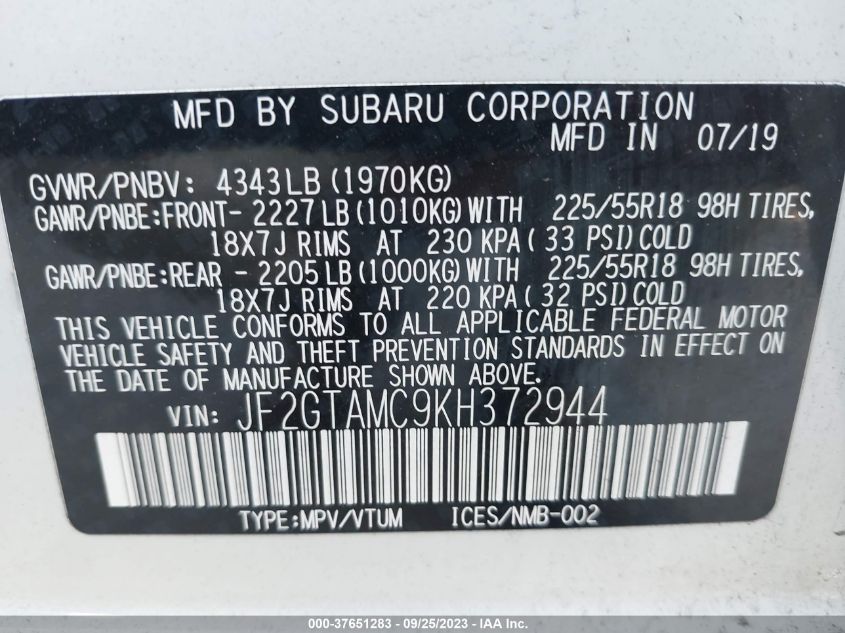 MFD BY SUBARU CORPORATION
MFD IN 07/19
GVWR/PNBV: 4343LB (1970KG)
GAWR/PNBE:FRONT- 2227 LB (1010KG) WITH 225/55R18 98H TIRES,
18X7J RIMS AT 230 KPA ( 33 PSI) COLD
GAWR/PNBE:REAR - 2205 LB (1000KG) WITH 225/55R18 98H TIRES,
18X7J RIMS AT 220 KPA ( 32 PSI) COLD
THIS VEHICLE CONFORMS TO ALL APPLICABLE FEDERAL MOTOR
VEHICLE SAFETY AND THEFT PREVENTION STANDARDS IN EFFECT ON
THE DATE OF MANUFACTURE SHOWN ABOVE.
VIN: JF2GTAMC9KH372944
TYPE:MPV/VTUM ICES/NMB-002
000-37651283 - 09/25/2023 - IAA Inc.